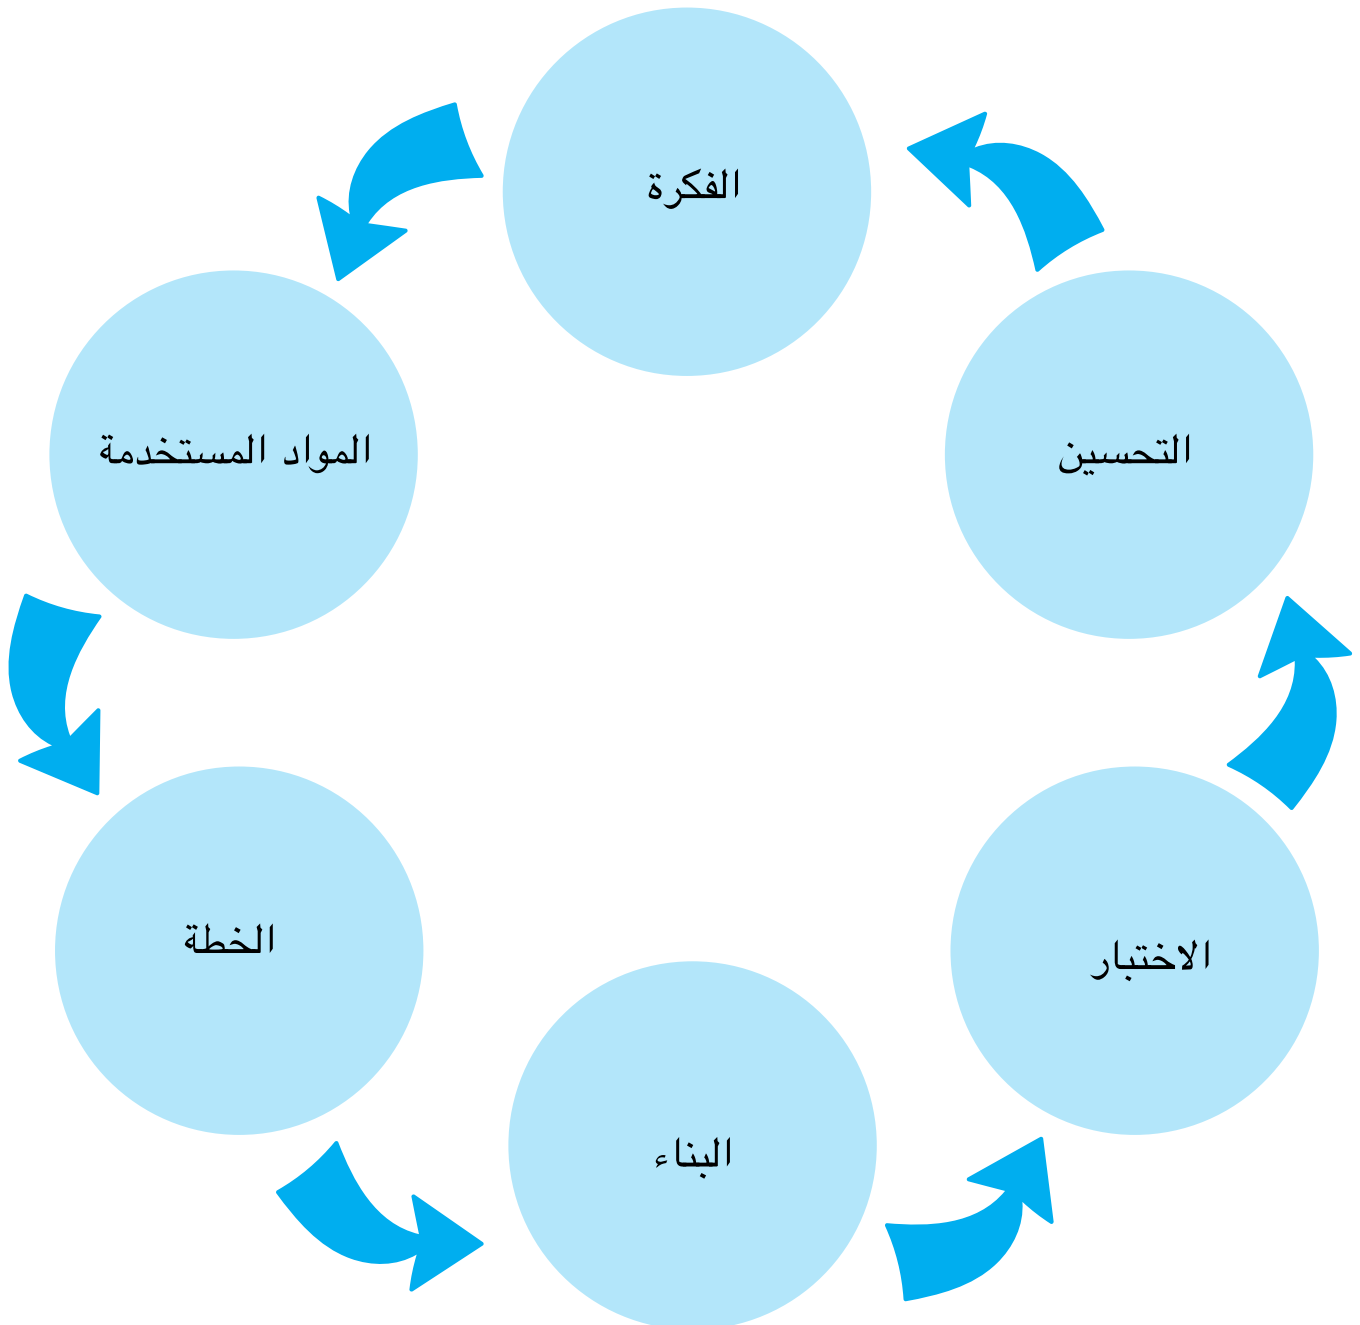 الفكرة
المواد المستخدمة
الخطة
البناء
الاختبار
التحسين